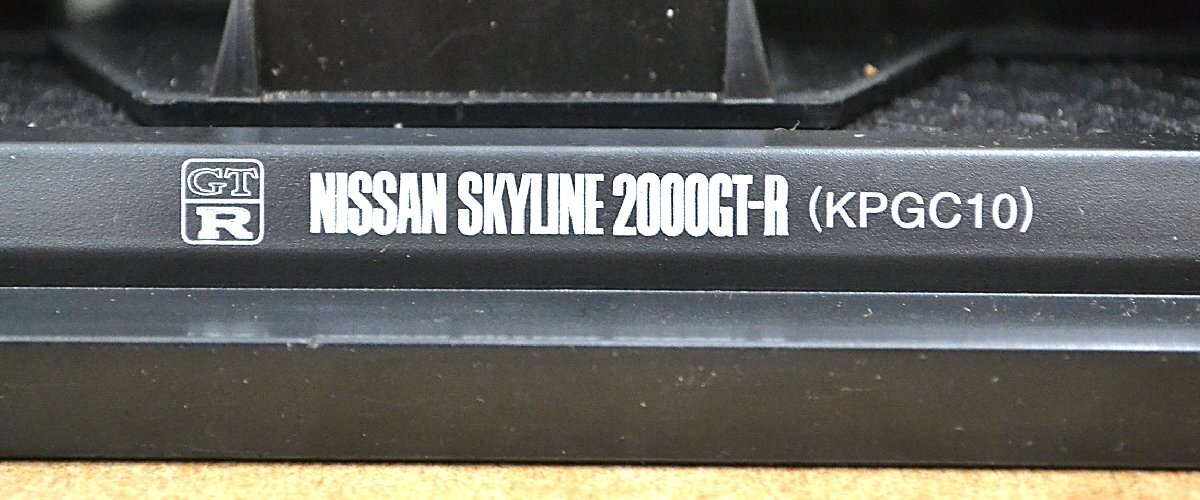 GT
R
NISSAN SKYLINE 2000GT-R (KPGC10)